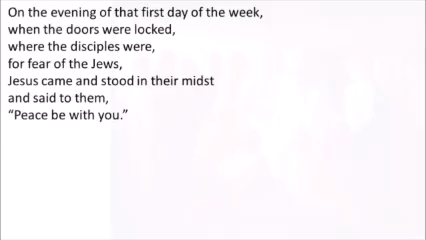 On the evening of that first day of the week,
when the doors were locked,
where the disciples were,
for fear of the Jews,
Jesus came and stood in their midst
and said to them,
“Peace be with you.”